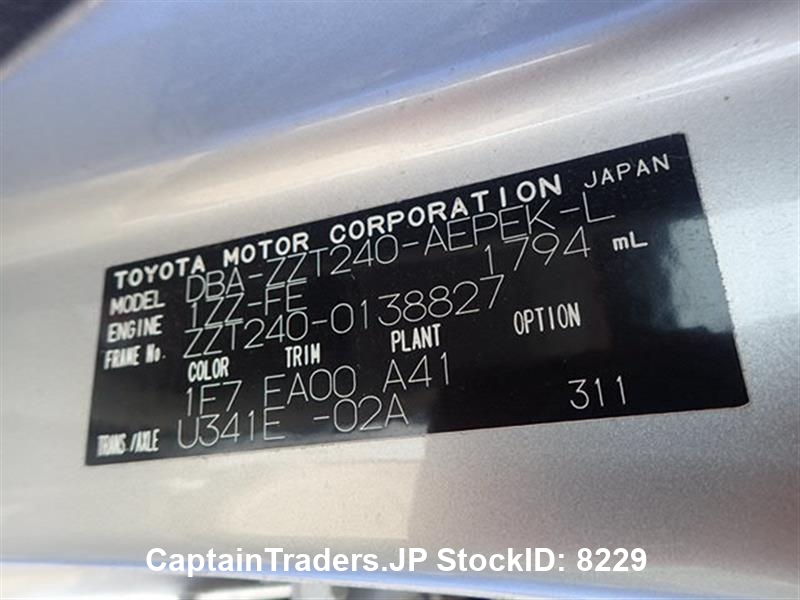 TOYOTA MOTOR CORPORATION JAPAN
MODEL DBA-ZZT240-AEPEK-L
ENGINE 1ZZ-FE 1794 mL
FRAME No. ZZT240-0138827
COLOR TRIM PLANT OPTION
1F7 FA00 A41
TRANS./AXLE U341E -02A 311
CaptainTraders.JP StockID: 8229